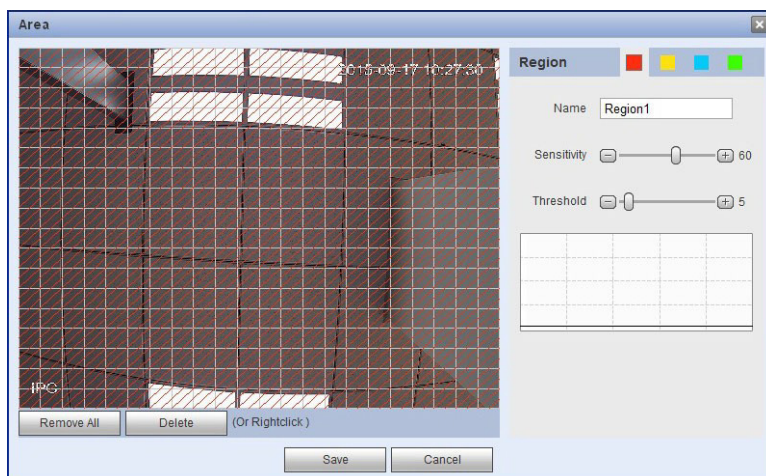 Area
2015-09-17 10:27:30
Region
Name Region1
Sensitivity 60
Threshold 5
IPC
Remove All Delete (Or Rightclick )
Save Cancel